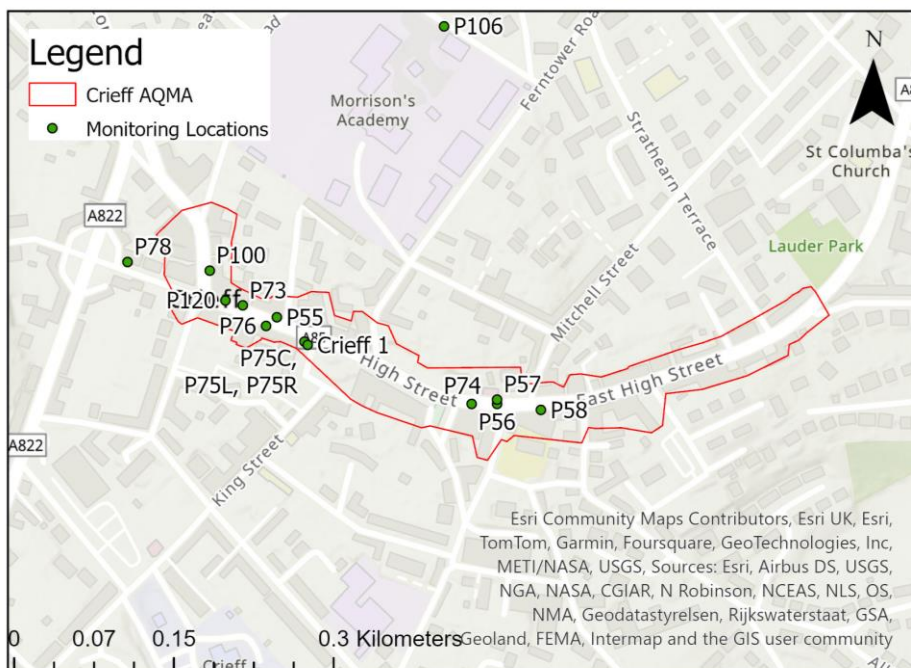 Legend
Crieff AQMA
Monitoring Locations
P106
N
Ferntower Roa
Morrison's
Academy
Strathearn Terrace
St Columba's
Church
A822
P78
P100
Lauder Park
P120
P73
P76
P55
Mitchell Street
A85
Crieff 1
P75C,
P75L, P75R
High Street
P74
P57
P56
P58
East High Street
A822
King Street
Esri Community Maps Contributors, Esri UK, Esri,
TomTom, Garmin, Foursquare, GeoTechnologies, Inc,
METI/NASA, USGS, Sources: Esri, Airbus DS, USGS,
NGA, NASA, CGIAR, N Robinson, NCEAS, NLS, OS,
NMA, Geodatastyrelsen, Rijkswaterstaat, GSA,
Geoland, FEMA, Intermap and the GIS user community
0 0.07 0.15 0.3 Kilometers
Crieff